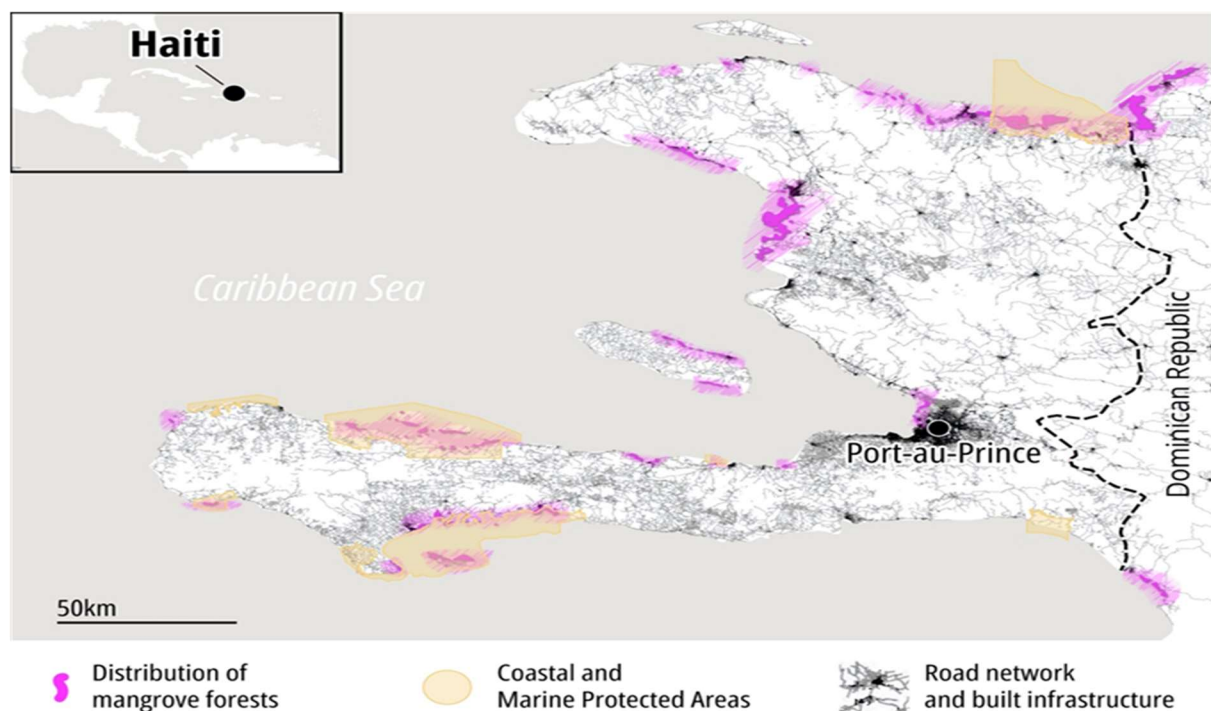 Haiti
Caribbean Sea
Dominican Republic
Port-au-Prince
50km
Distribution of
mangrove forests
Coastal and
Marine Protected Areas
Road network
and built infrastructure